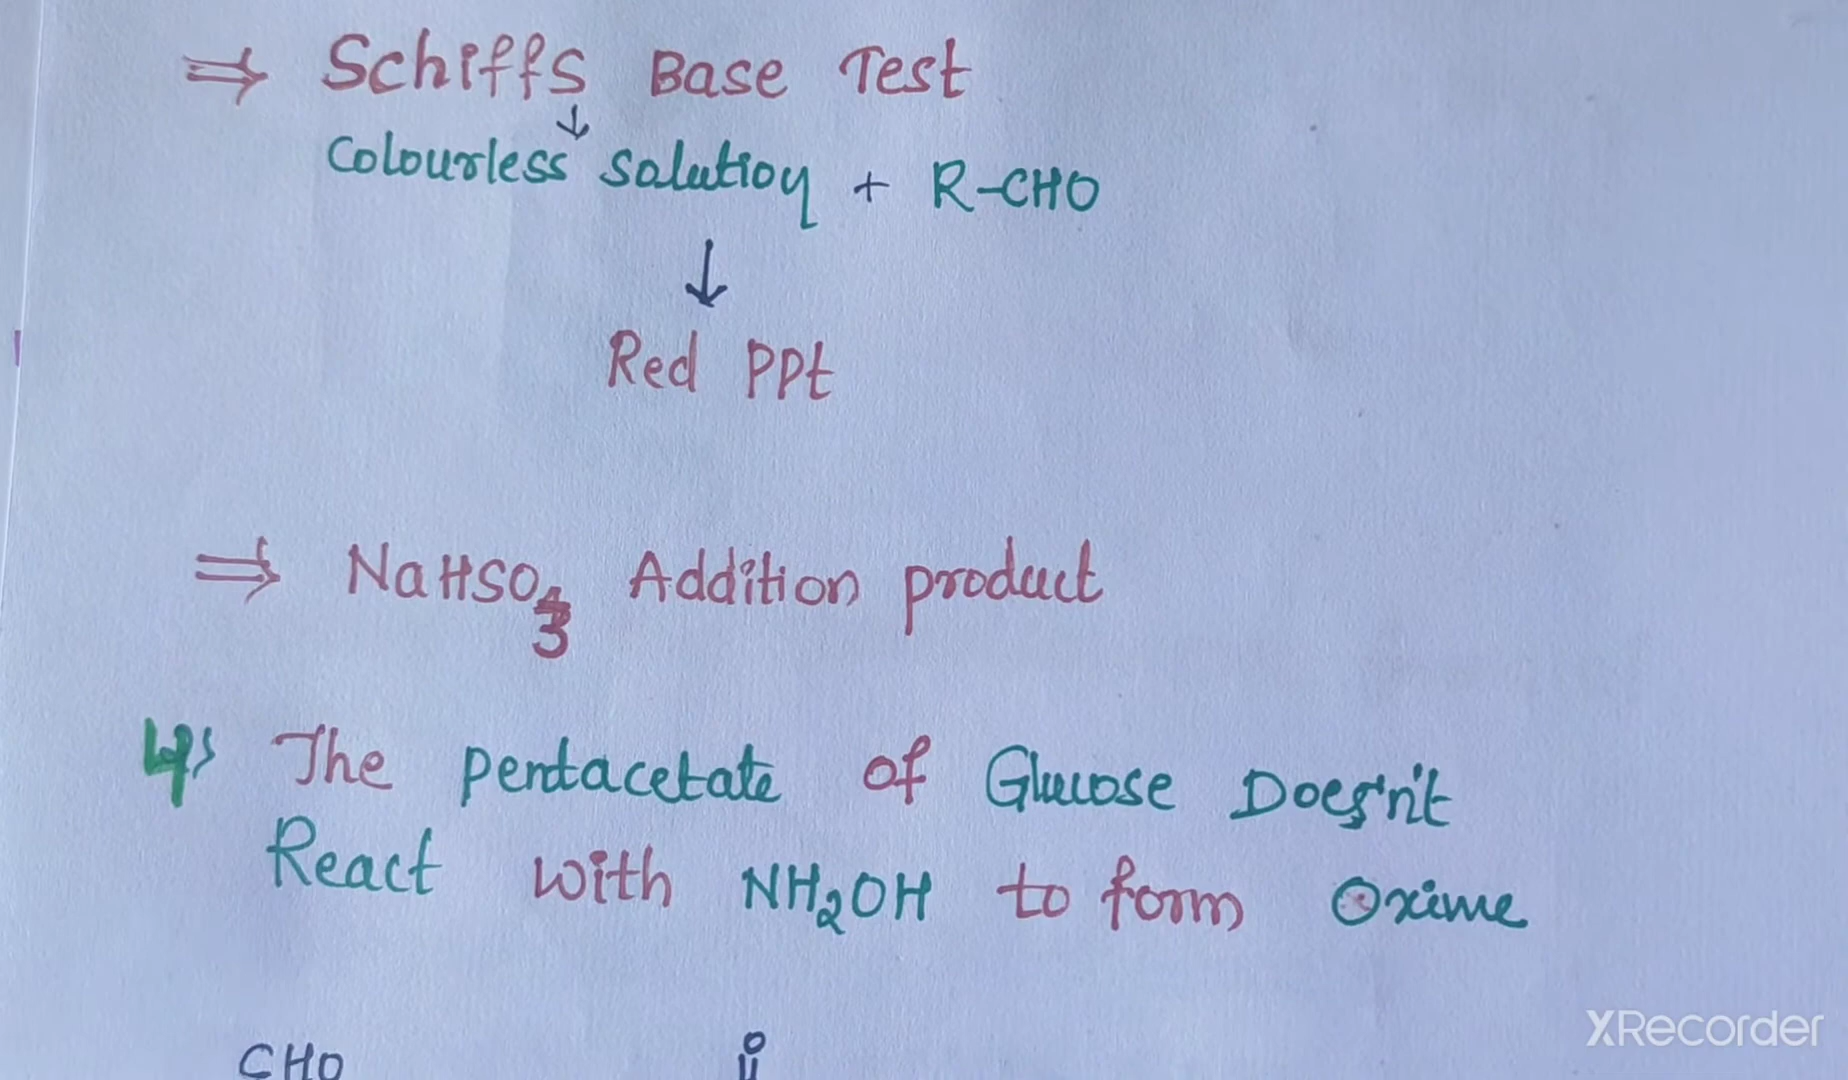 ⇒ Schiffs Base Test
↓
Colourless solution + R-CHO
↓
Red PPt
⇒ NaHSO3 Addition product
4) The pentacetate of Glucose Doesn't
React with NH2OH to form Oxime
CHO O
XRecorder